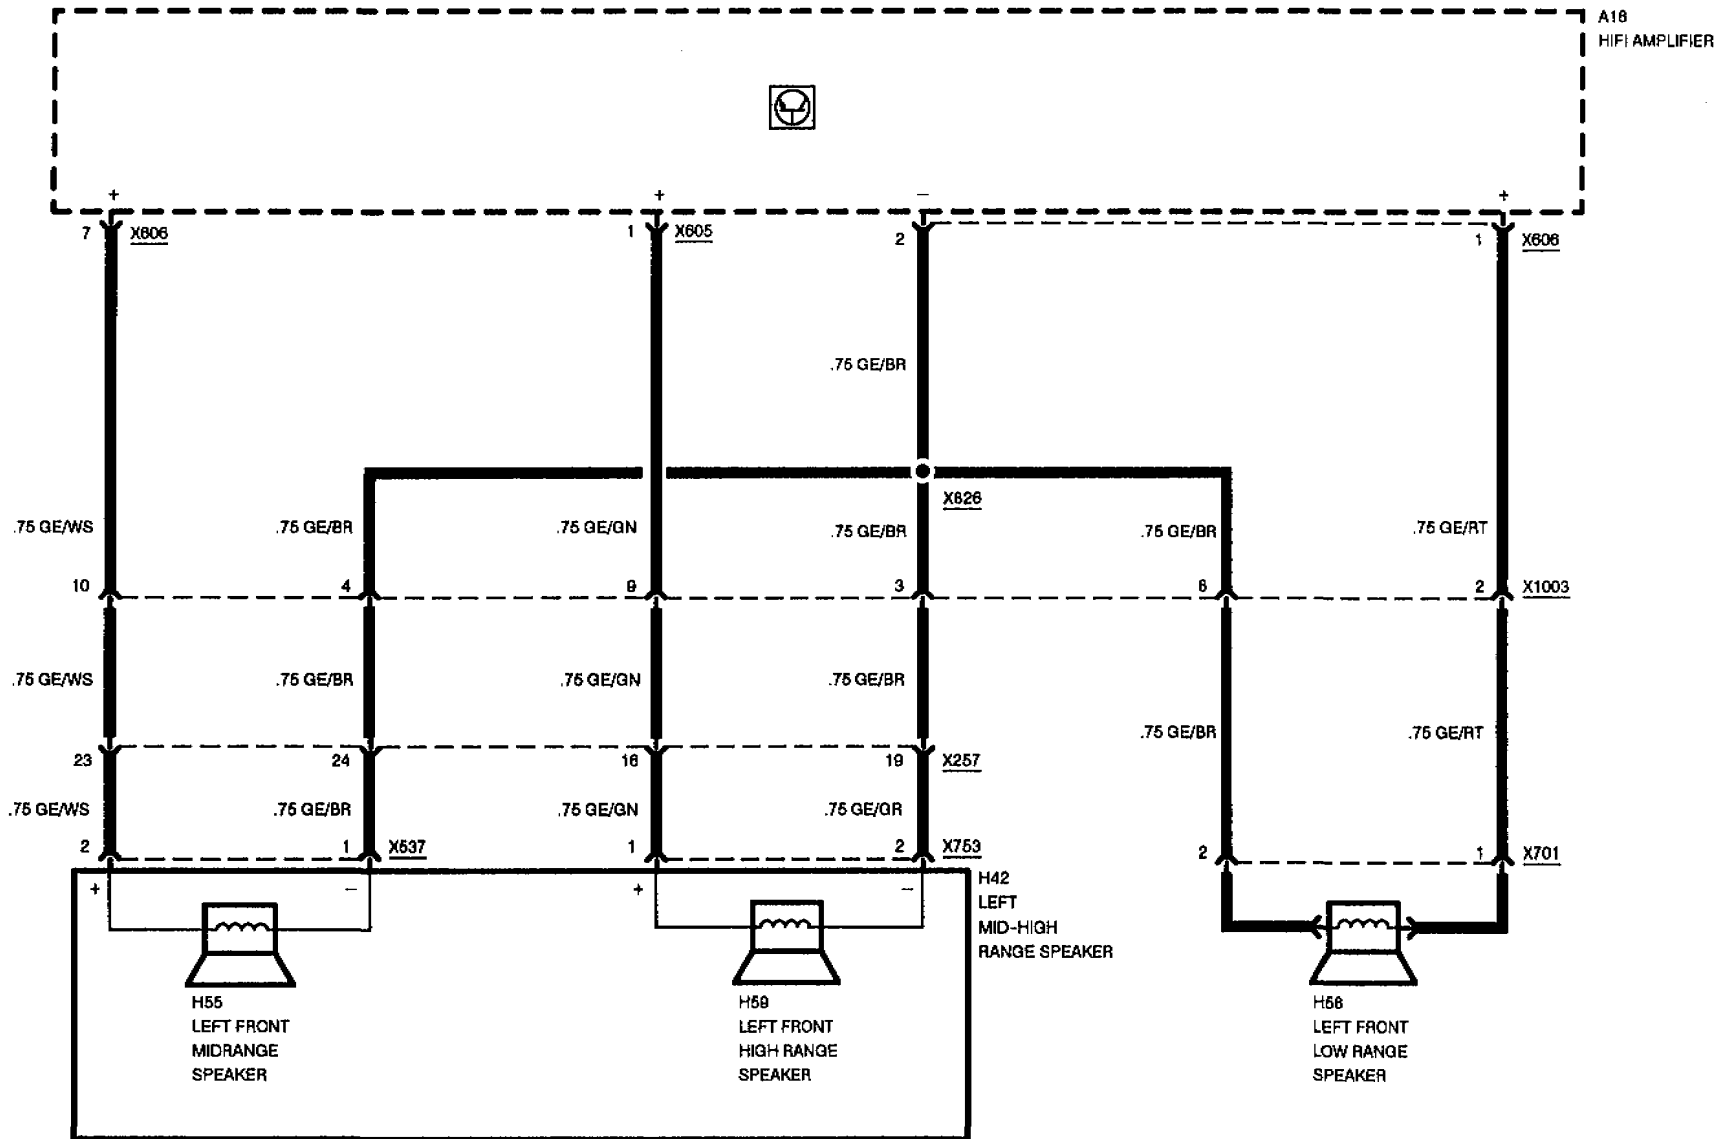 A18
HIFI AMPLIFIER
+ + − +
7 X606 1 X605 2 1 X606
.75 GE/BR
X626
.75 GE/WS .75 GE/BR .75 GE/GN .75 GE/BR .75 GE/BR .75 GE/RT
10 4 9 3 6 2 X1003
.75 GE/WS .75 GE/BR .75 GE/GN .75 GE/BR
.75 GE/BR .75 GE/RT
23 24 16 19 X257
.75 GE/WS .75 GE/BR .75 GE/GN .75 GE/GR
2 1 X537 1 2 X753 2 1 X701
+ − + −
H42
LEFT
MID-HIGH
RANGE SPEAKER
H55
LEFT FRONT
MIDRANGE
SPEAKER
H59
LEFT FRONT
HIGH RANGE
SPEAKER
LEFT FRONT
LOW RANGE
SPEAKER